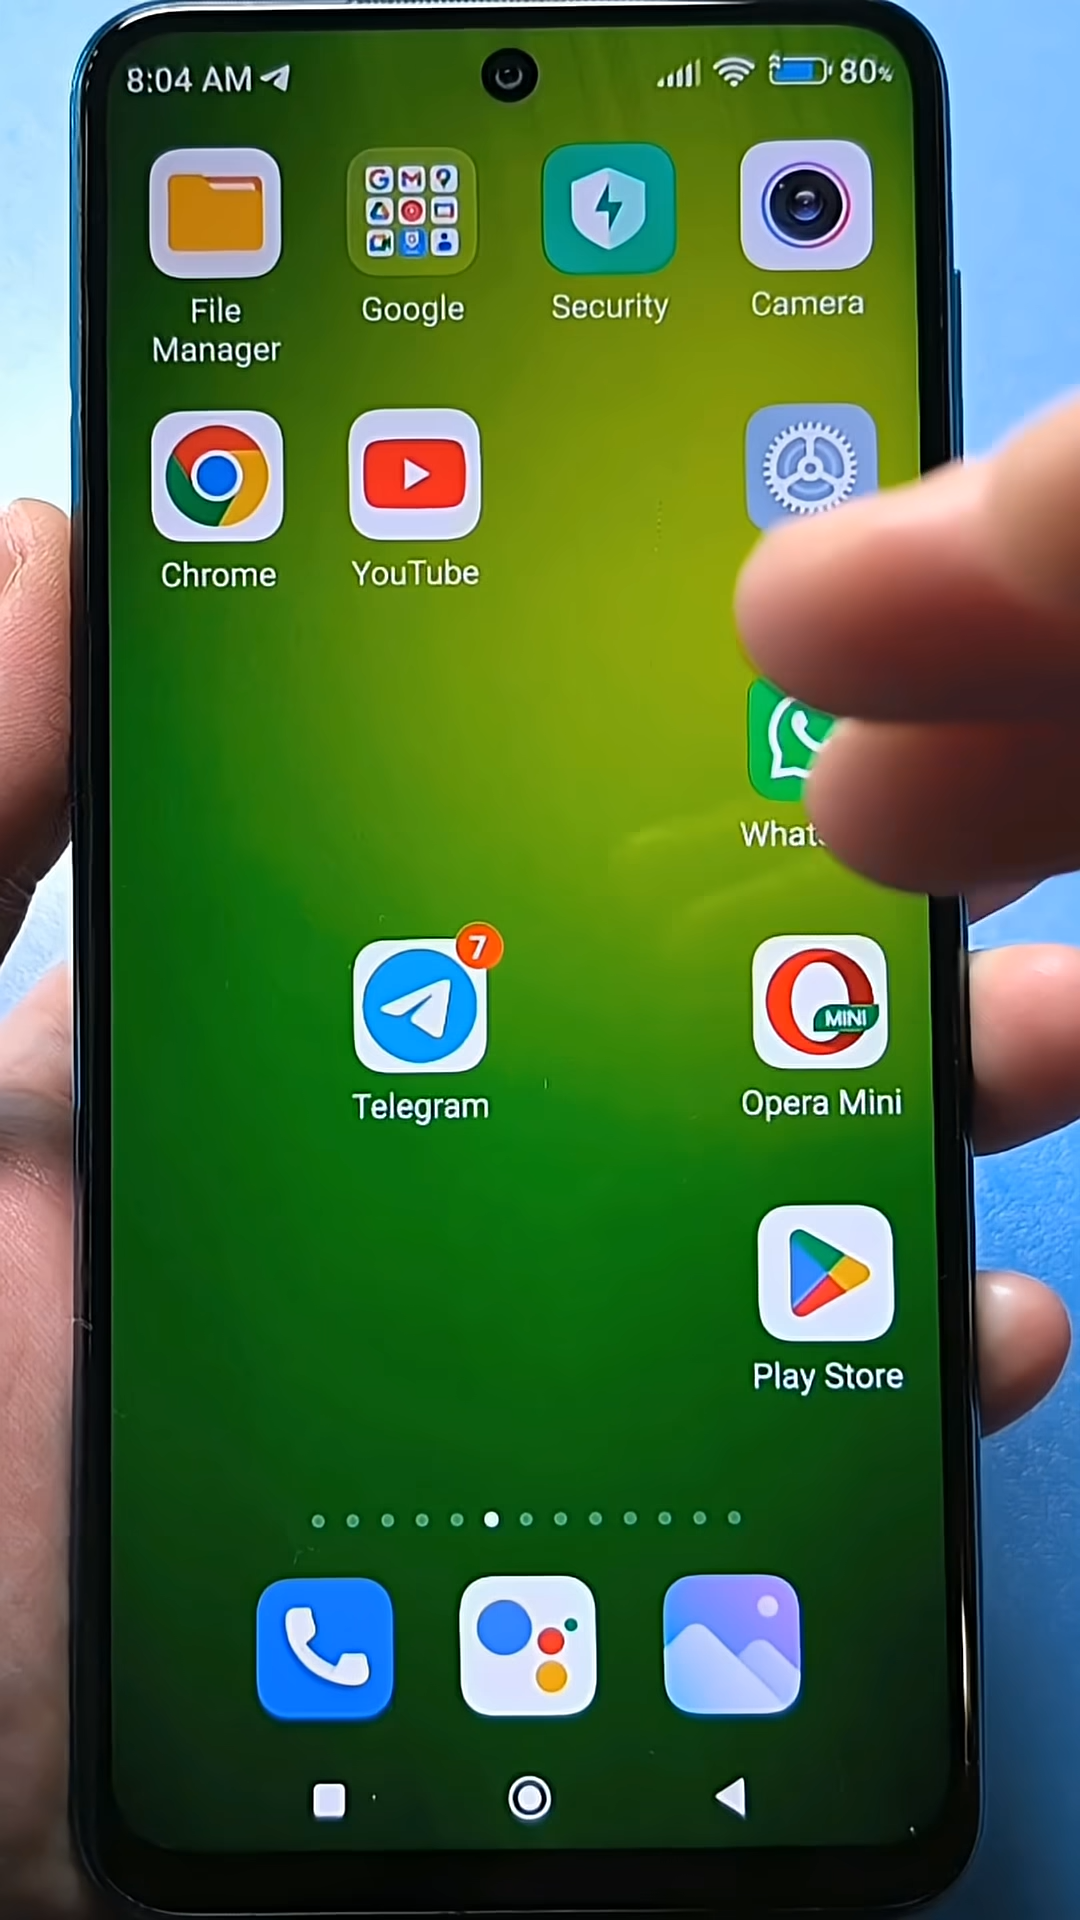 8:04 AM
80%
File
Manager
Google
Security
Camera
Chrome
YouTube
7
Telegram
MINI
Opera Mini
Play Store